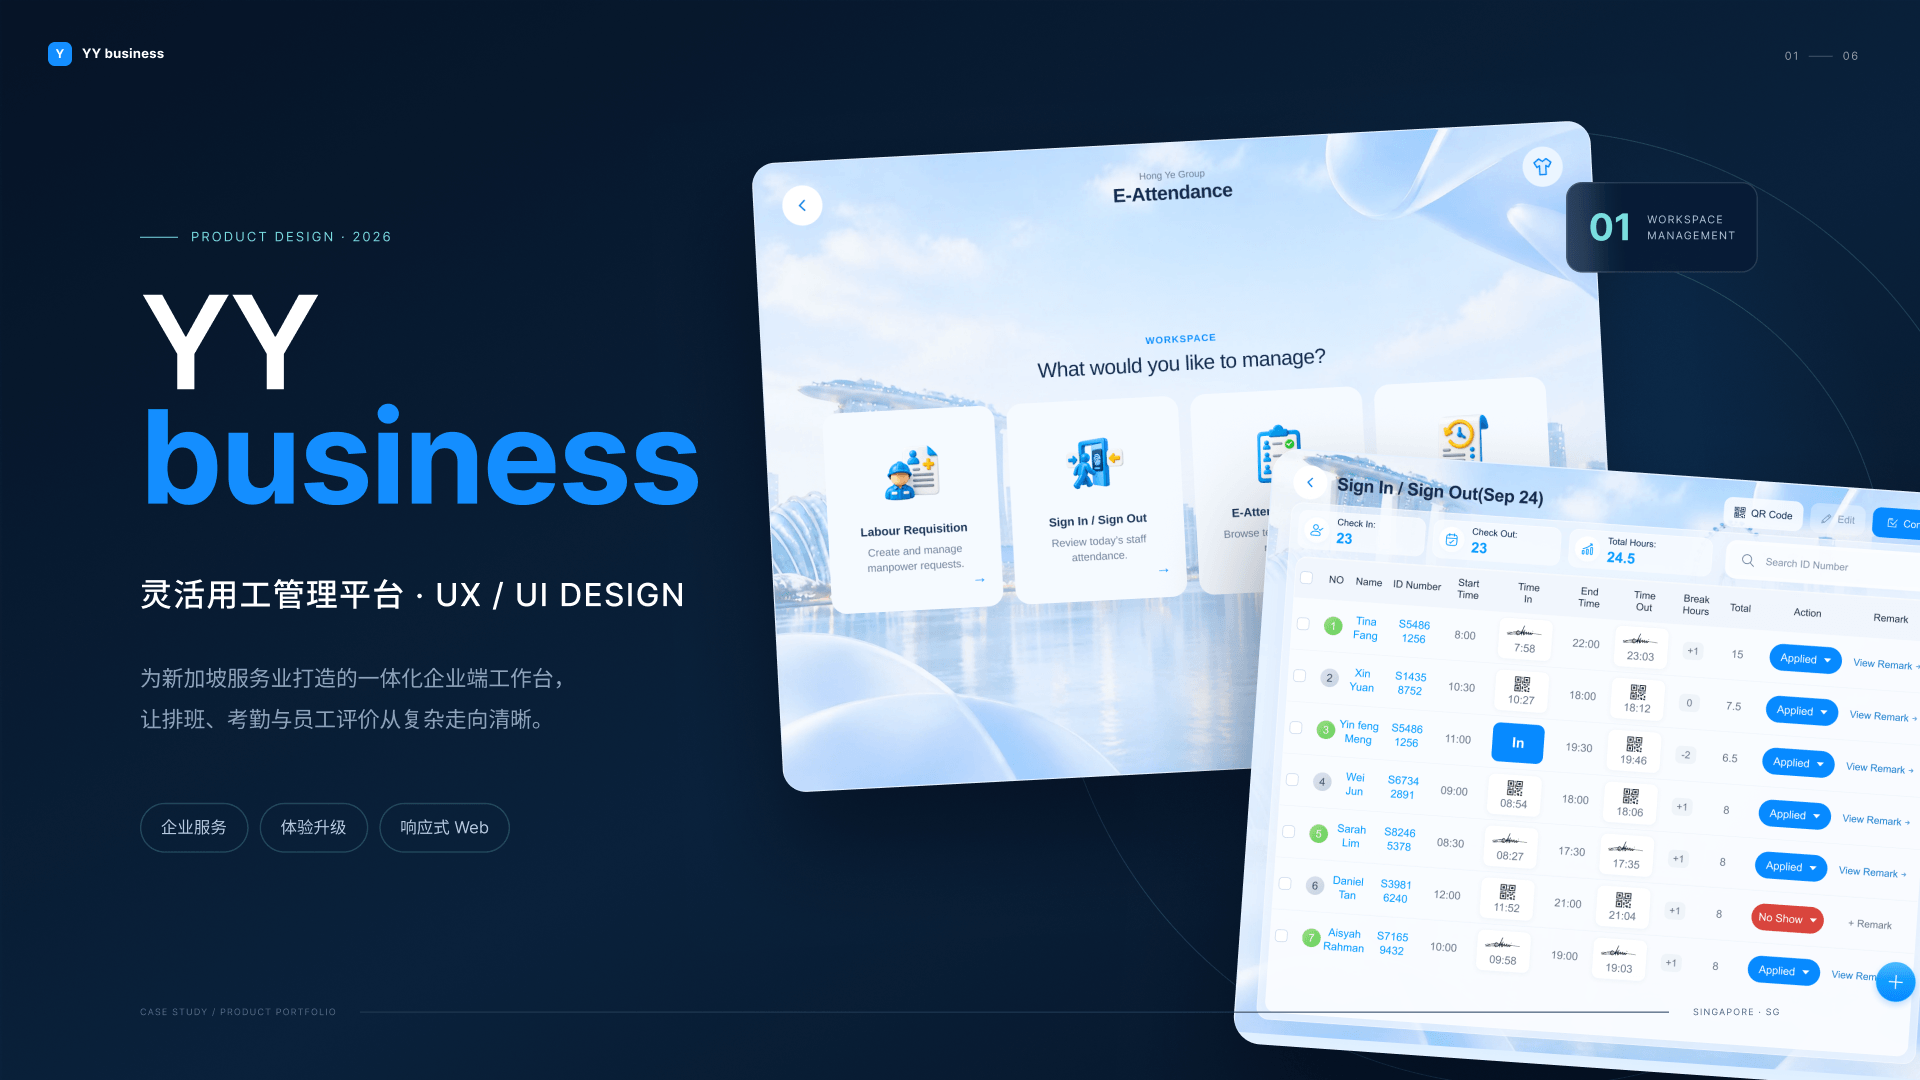 Y YY business
01 — 06
PRODUCT DESIGN · 2026
YY
business
灵活用工管理平台 · UX / UI DESIGN
为新加坡服务业打造的一体化企业端工作台，
让排班、考勤与员工评价从复杂走向清晰。
企业服务 体验升级 响应式 Web
CASE STUDY / PRODUCT PORTFOLIO
SINGAPORE · SG
01 WORKSPACE
MANAGEMENT
Hong Ye Group
E-Attendance
WORKSPACE
What would you like to manage?
Labour Requisition
Create and manage
manpower requests.
→
Sign In / Sign Out
Review today's staff
attendance.
→
Browse
Sign In / Sign Out(Sep 24)
QR Code Edit
Check In:
23
Check Out:
23
Total Hours:
24.5
Search ID Number
NO Name ID Number Start Time Time In End Time Time Out Break Hours Total Action Remark
1 Tina Fang S5486 1256 8:00 7:58 22:00 23:03 +1 15 Applied View Remark →
2 Xin Yuan S1435 8752 10:30 10:27 18:00 18:12 0 7.5 Applied View Remark →
3 Yin feng Meng S5486 1256 11:00 In 19:30 19:46 -2 6.5 Applied View Remark →
4 Wei Jun S6734 2891 09:00 08:54 18:00 18:06 +1 8 Applied View Remark →
5 Sarah Lim S8246 5378 08:30 08:27 17:30 17:35 +1 8 Applied View Remark →
6 Daniel Tan S3981 6240 12:00 11:52 21:00 21:04 +1 8 No Show + Remark
7 Aisyah Rahman S7165 9432 10:00 09:58 19:00 19:03 +1 8 Applied View Rem